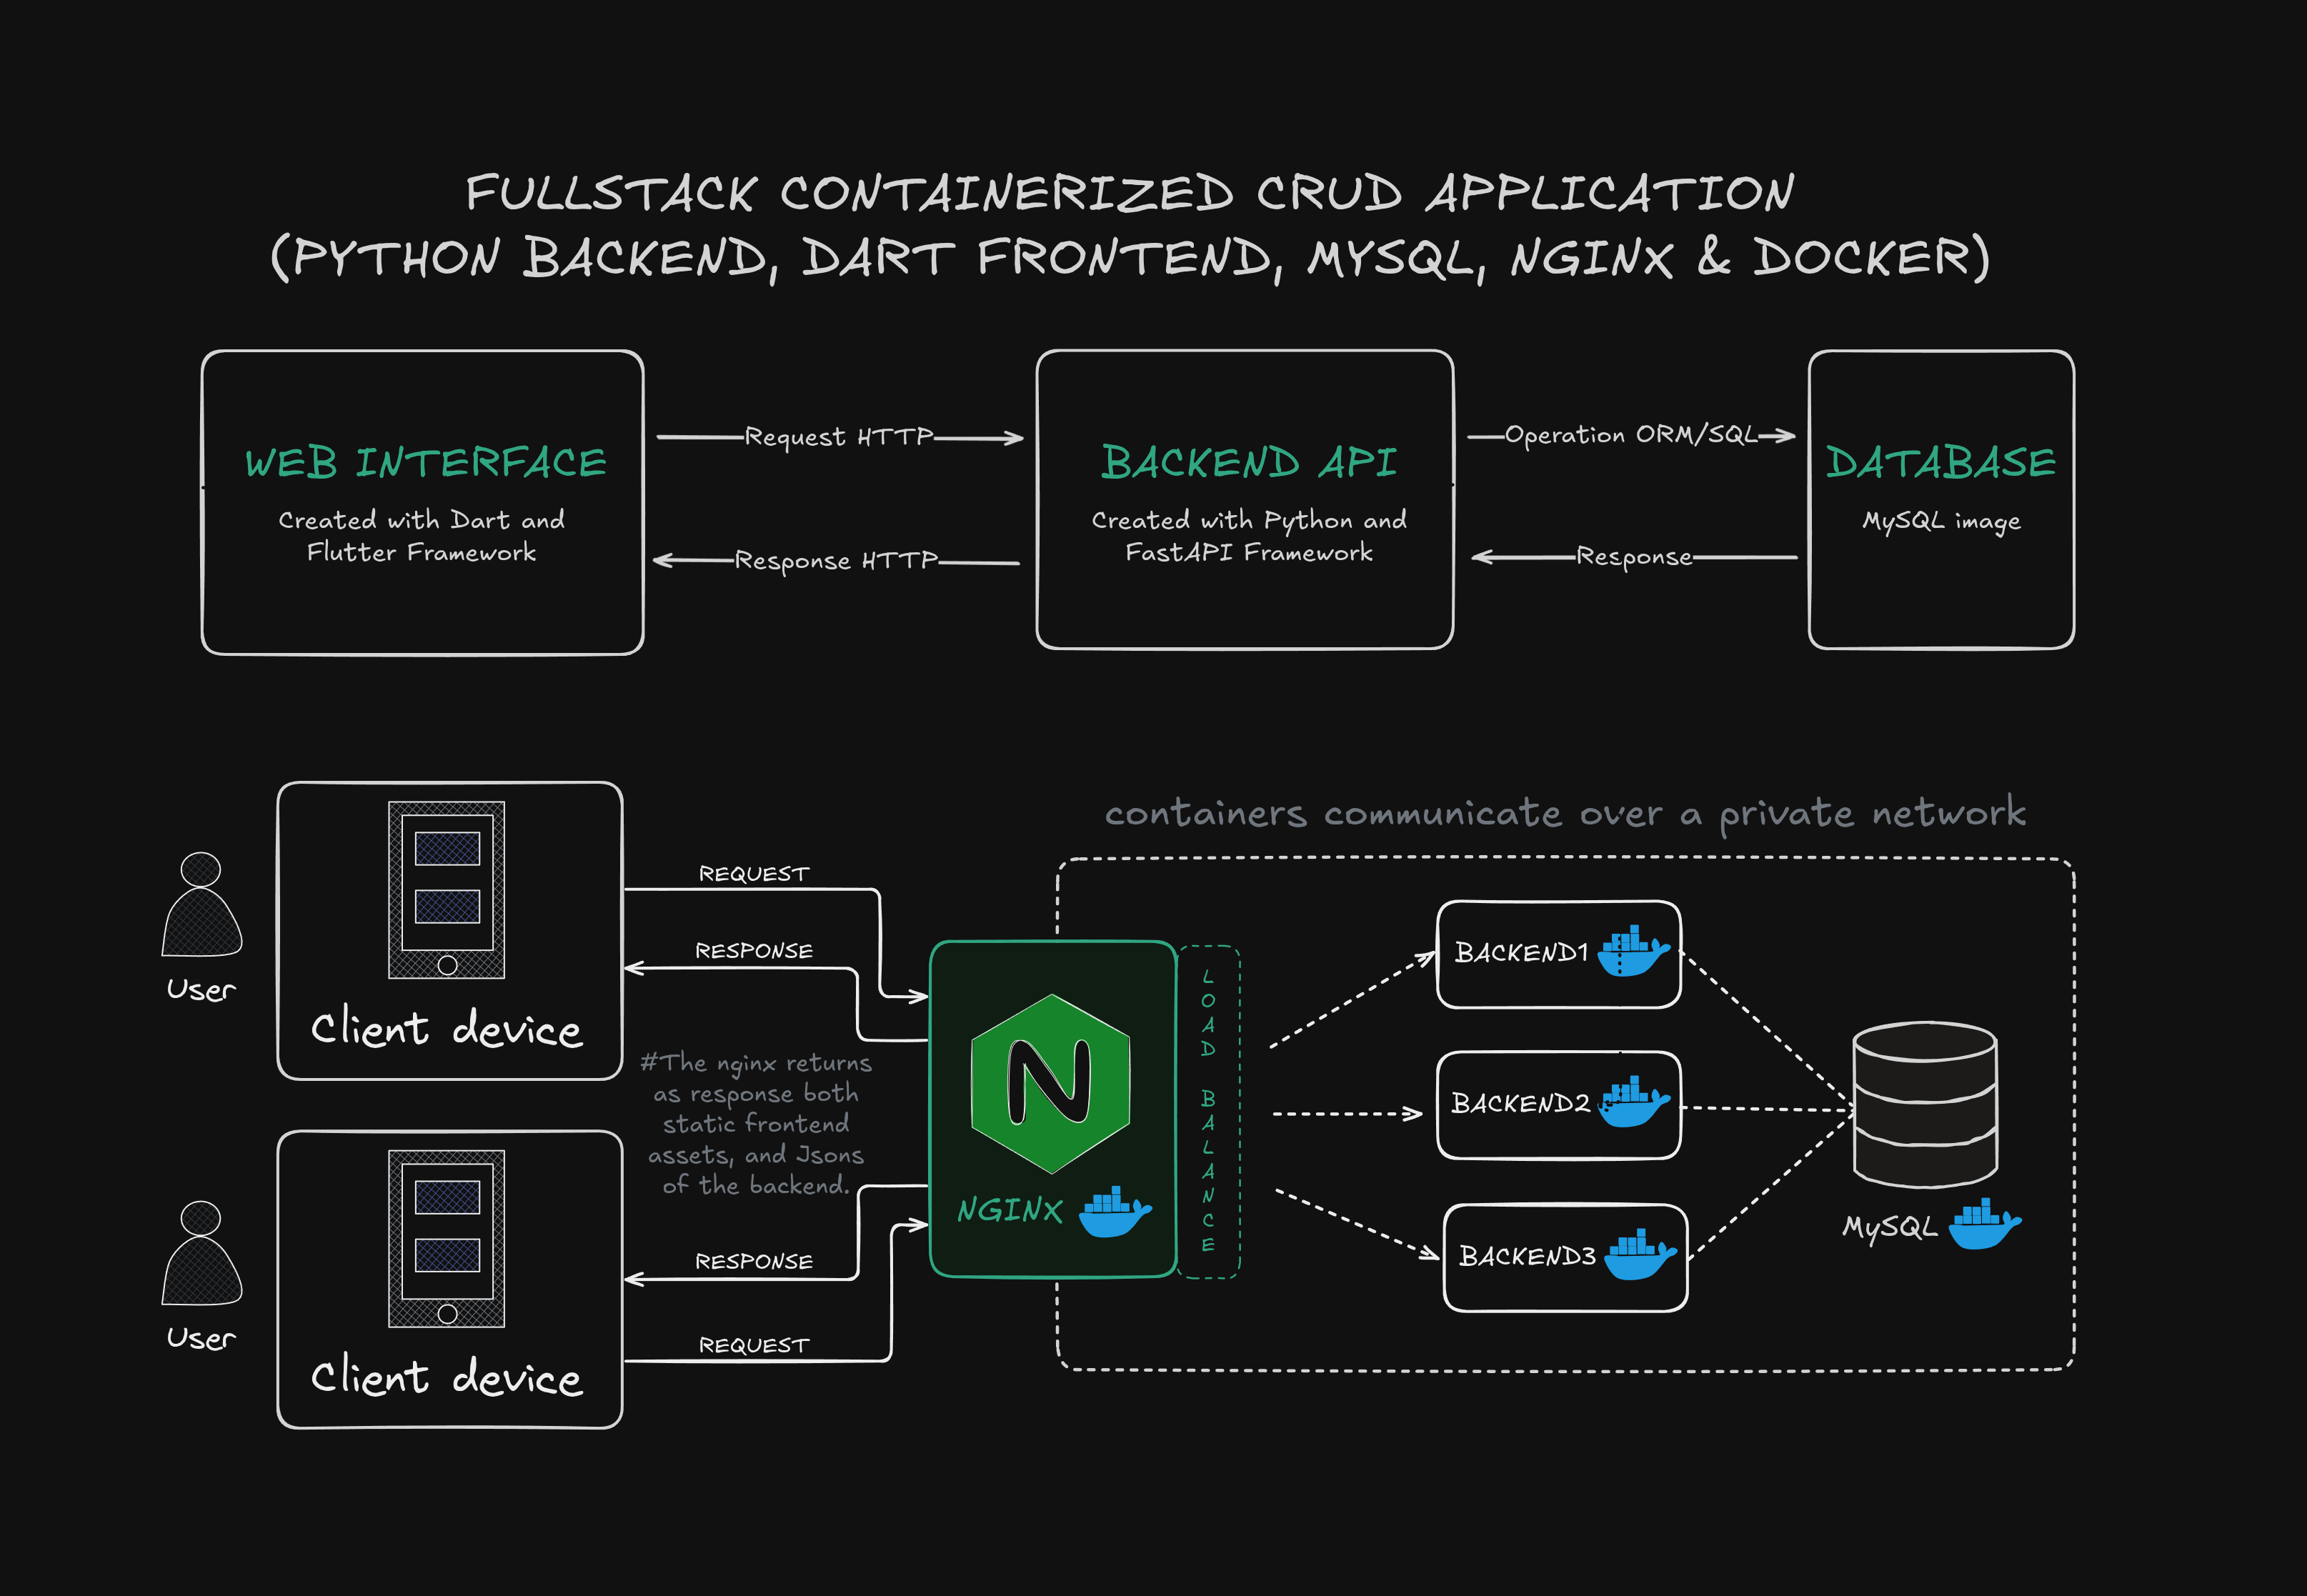 FULLSTACK CONTAINERIZED CRUD APPLICATION
(PYTHON BACKEND, DART FRONTEND, MYSQL, NGINX & DOCKER)
WEB INTERFACE
Created with Dart and
Flutter Framework
Request HTTP
Response HTTP
BACKEND API
Created with Python and
FastAPI Framework
Operation ORM/SQL
Response
DATABASE
MySQL image
User
Client device
REQUEST
RESPONSE
#The nginx returns
as response both
static frontend
assets, and Jsons
of the backend.
User
Client device
RESPONSE
REQUEST
containers communicate over a private network
N
NGINX
LOAD BALANCE
BACKEND1
BACKEND2
BACKEND3
MySQL